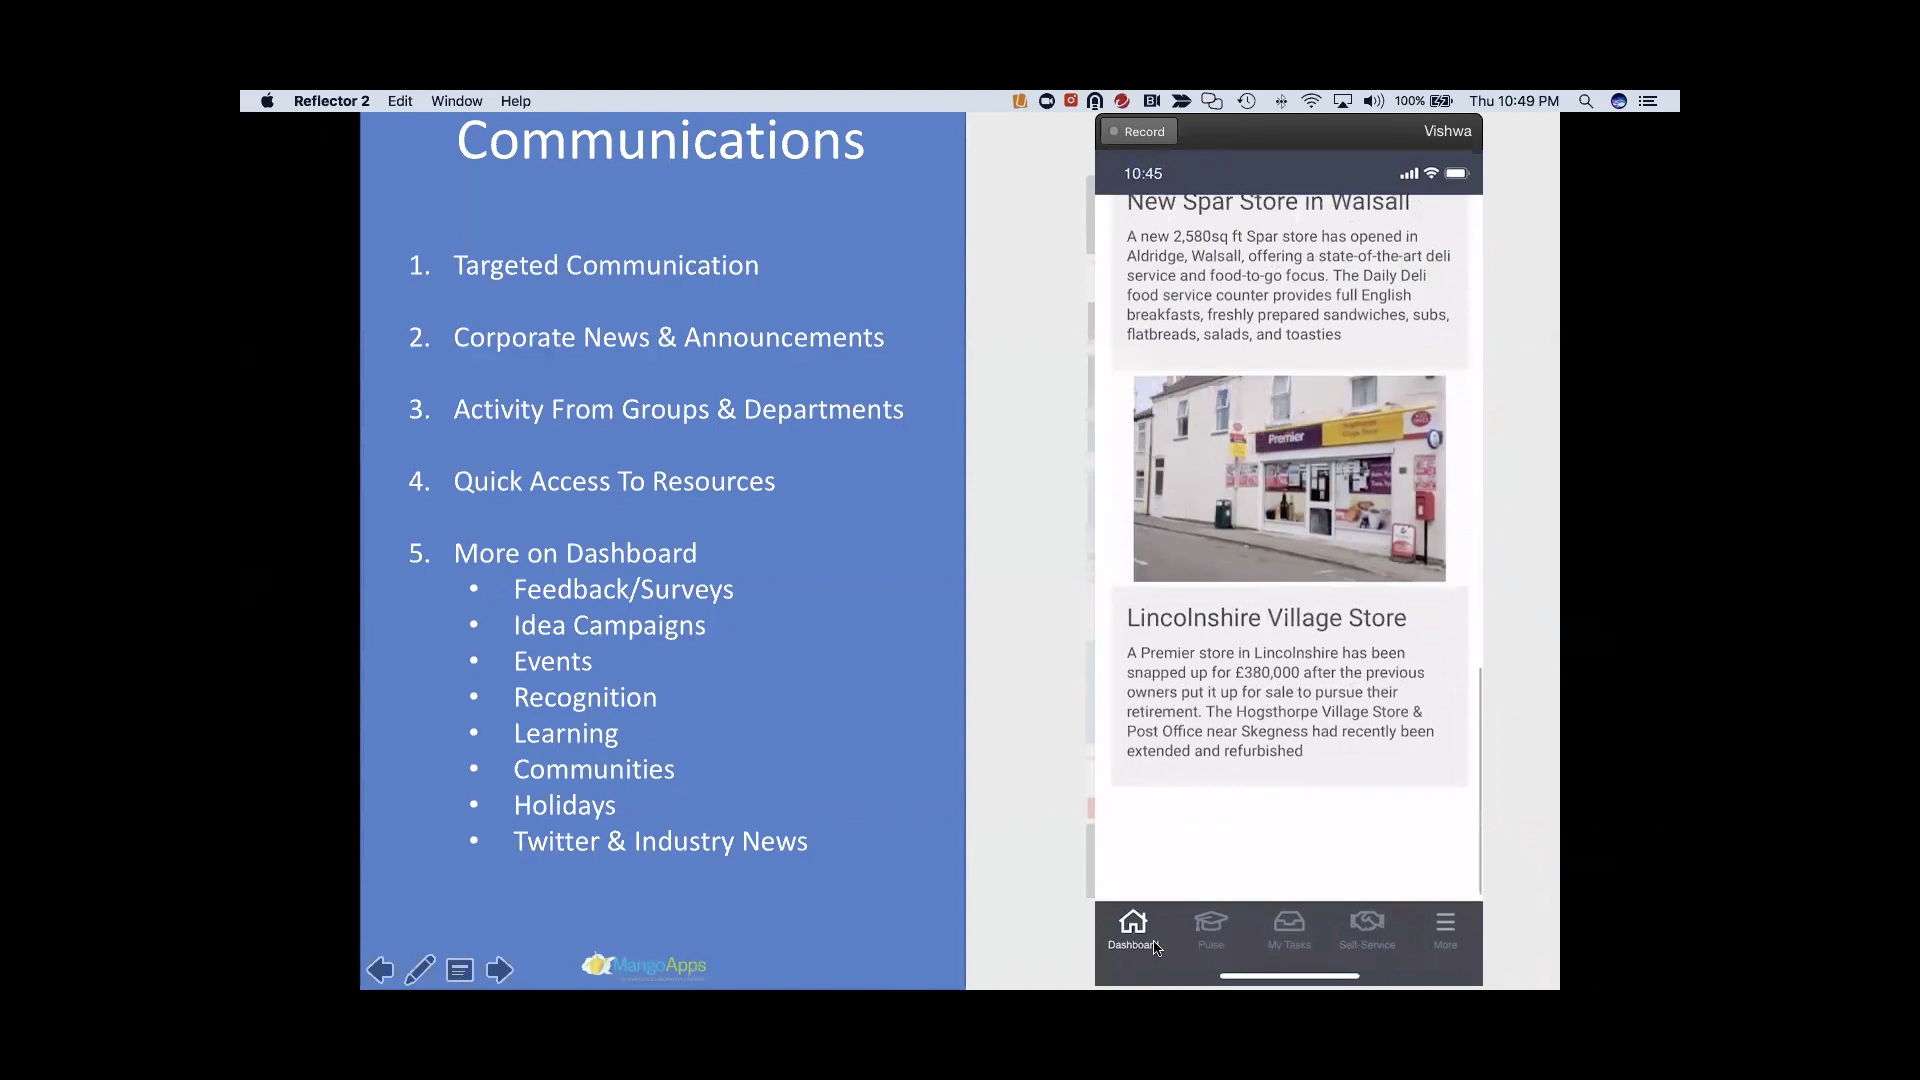 Reflector 2 Edit Window Help
100% Thu 10:49 PM
Communications
1. Targeted Communication
2. Corporate News & Announcements
3. Activity From Groups & Departments
4. Quick Access To Resources
5. More on Dashboard
• Feedback/Surveys
• Idea Campaigns
• Events
• Recognition
• Learning
• Communities
• Holidays
• Twitter & Industry News
MangoApps
Record Vishwa
10:45
New Spar Store in Walsall
A new 2,580sq ft Spar store has opened in
Aldridge, Walsall, offering a state-of-the-art deli
service and food-to-go focus. The Daily Deli
food service counter provides full English
breakfasts, freshly prepared sandwiches, subs,
flatbreads, salads, and toasties
Premier
Lincolnshire Village Store
A Premier store in Lincolnshire has been
snapped up for £380,000 after the previous
owners put it up for sale to pursue their
retirement. The Hogsthorpe Village Store &
Post Office near Skegness had recently been
extended and refurbished
Dashboard Pulse My Tasks Self-Service More